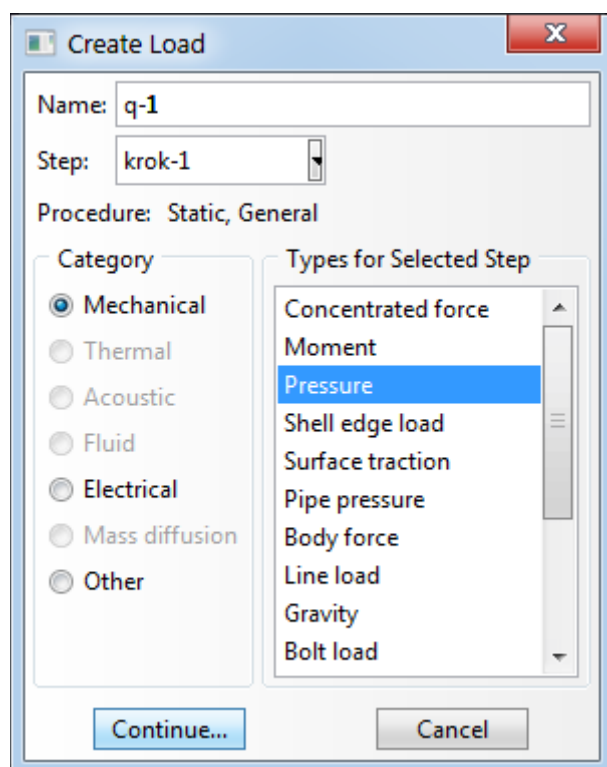 Create Load
Name: q-1
Step: krok-1
Procedure: Static, General
Category
Mechanical
Thermal
Acoustic
Fluid
Electrical
Mass diffusion
Other
Types for Selected Step
Concentrated force
Moment
Pressure
Shell edge load
Surface traction
Pipe pressure
Body force
Line load
Gravity
Bolt load
Continue...
Cancel